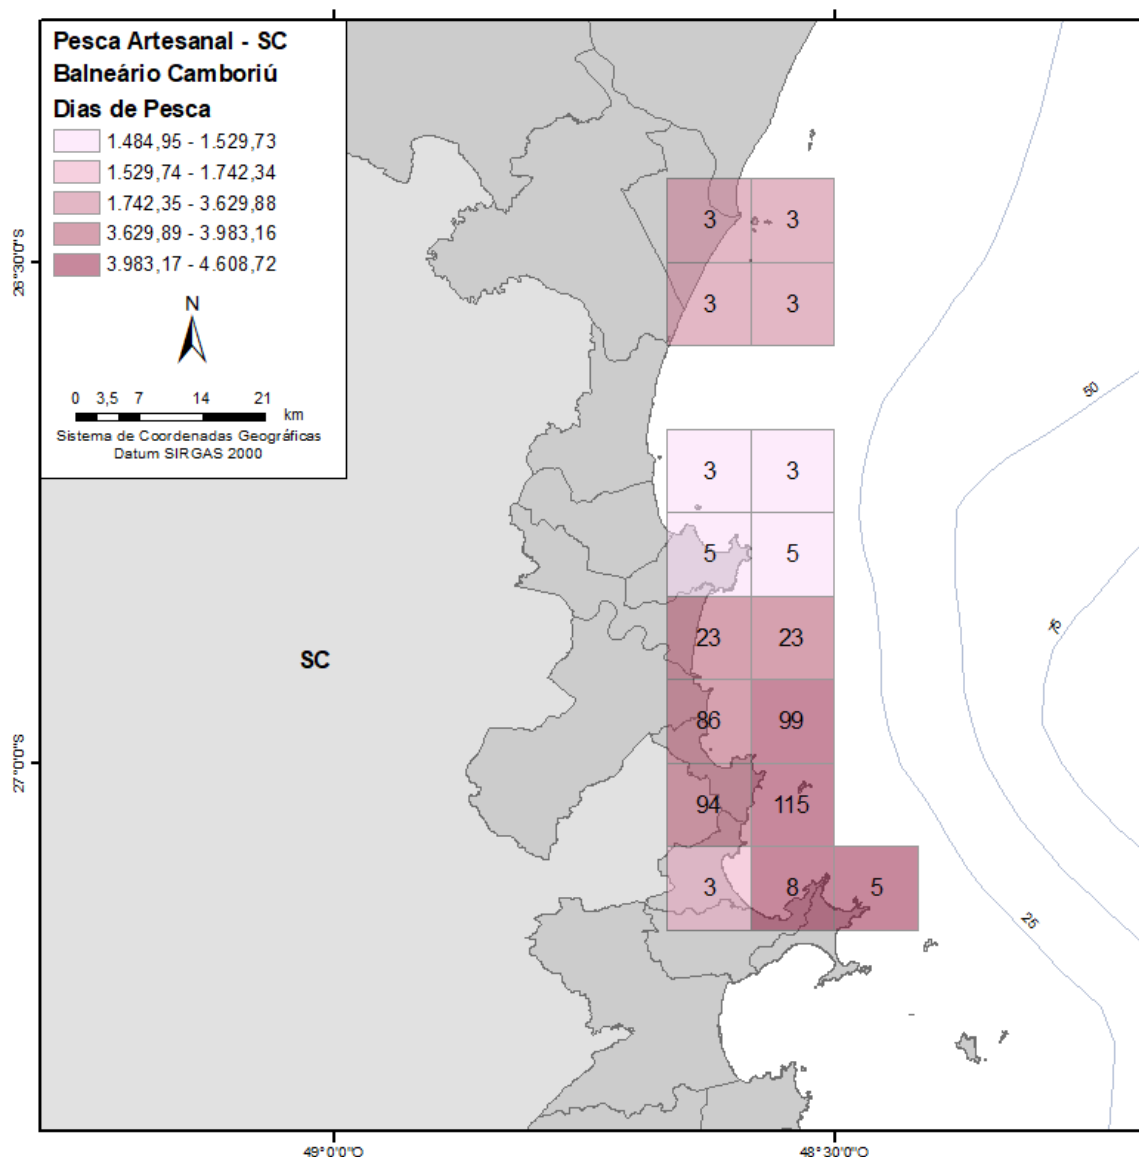 Pesca Artesanal - SC
Balneário Camboriú
Dias de Pesca
1.484,95 - 1.529,73
1.529,74 - 1.742,34
1.742,35 - 3.629,88
3.629,89 - 3.983,16
3.983,17 - 4.608,72
N
0 3,5 7 14 21
km
Sistema de Coordenadas Geográficas
Datum SIRGAS 2000
3 3
26°30'0"S
3 3
50
3 3
5 5
75
23 23
SC
86 99
27°0'0"S
94 115
3 8 5
25
49°0'0"O 48°30'0"O